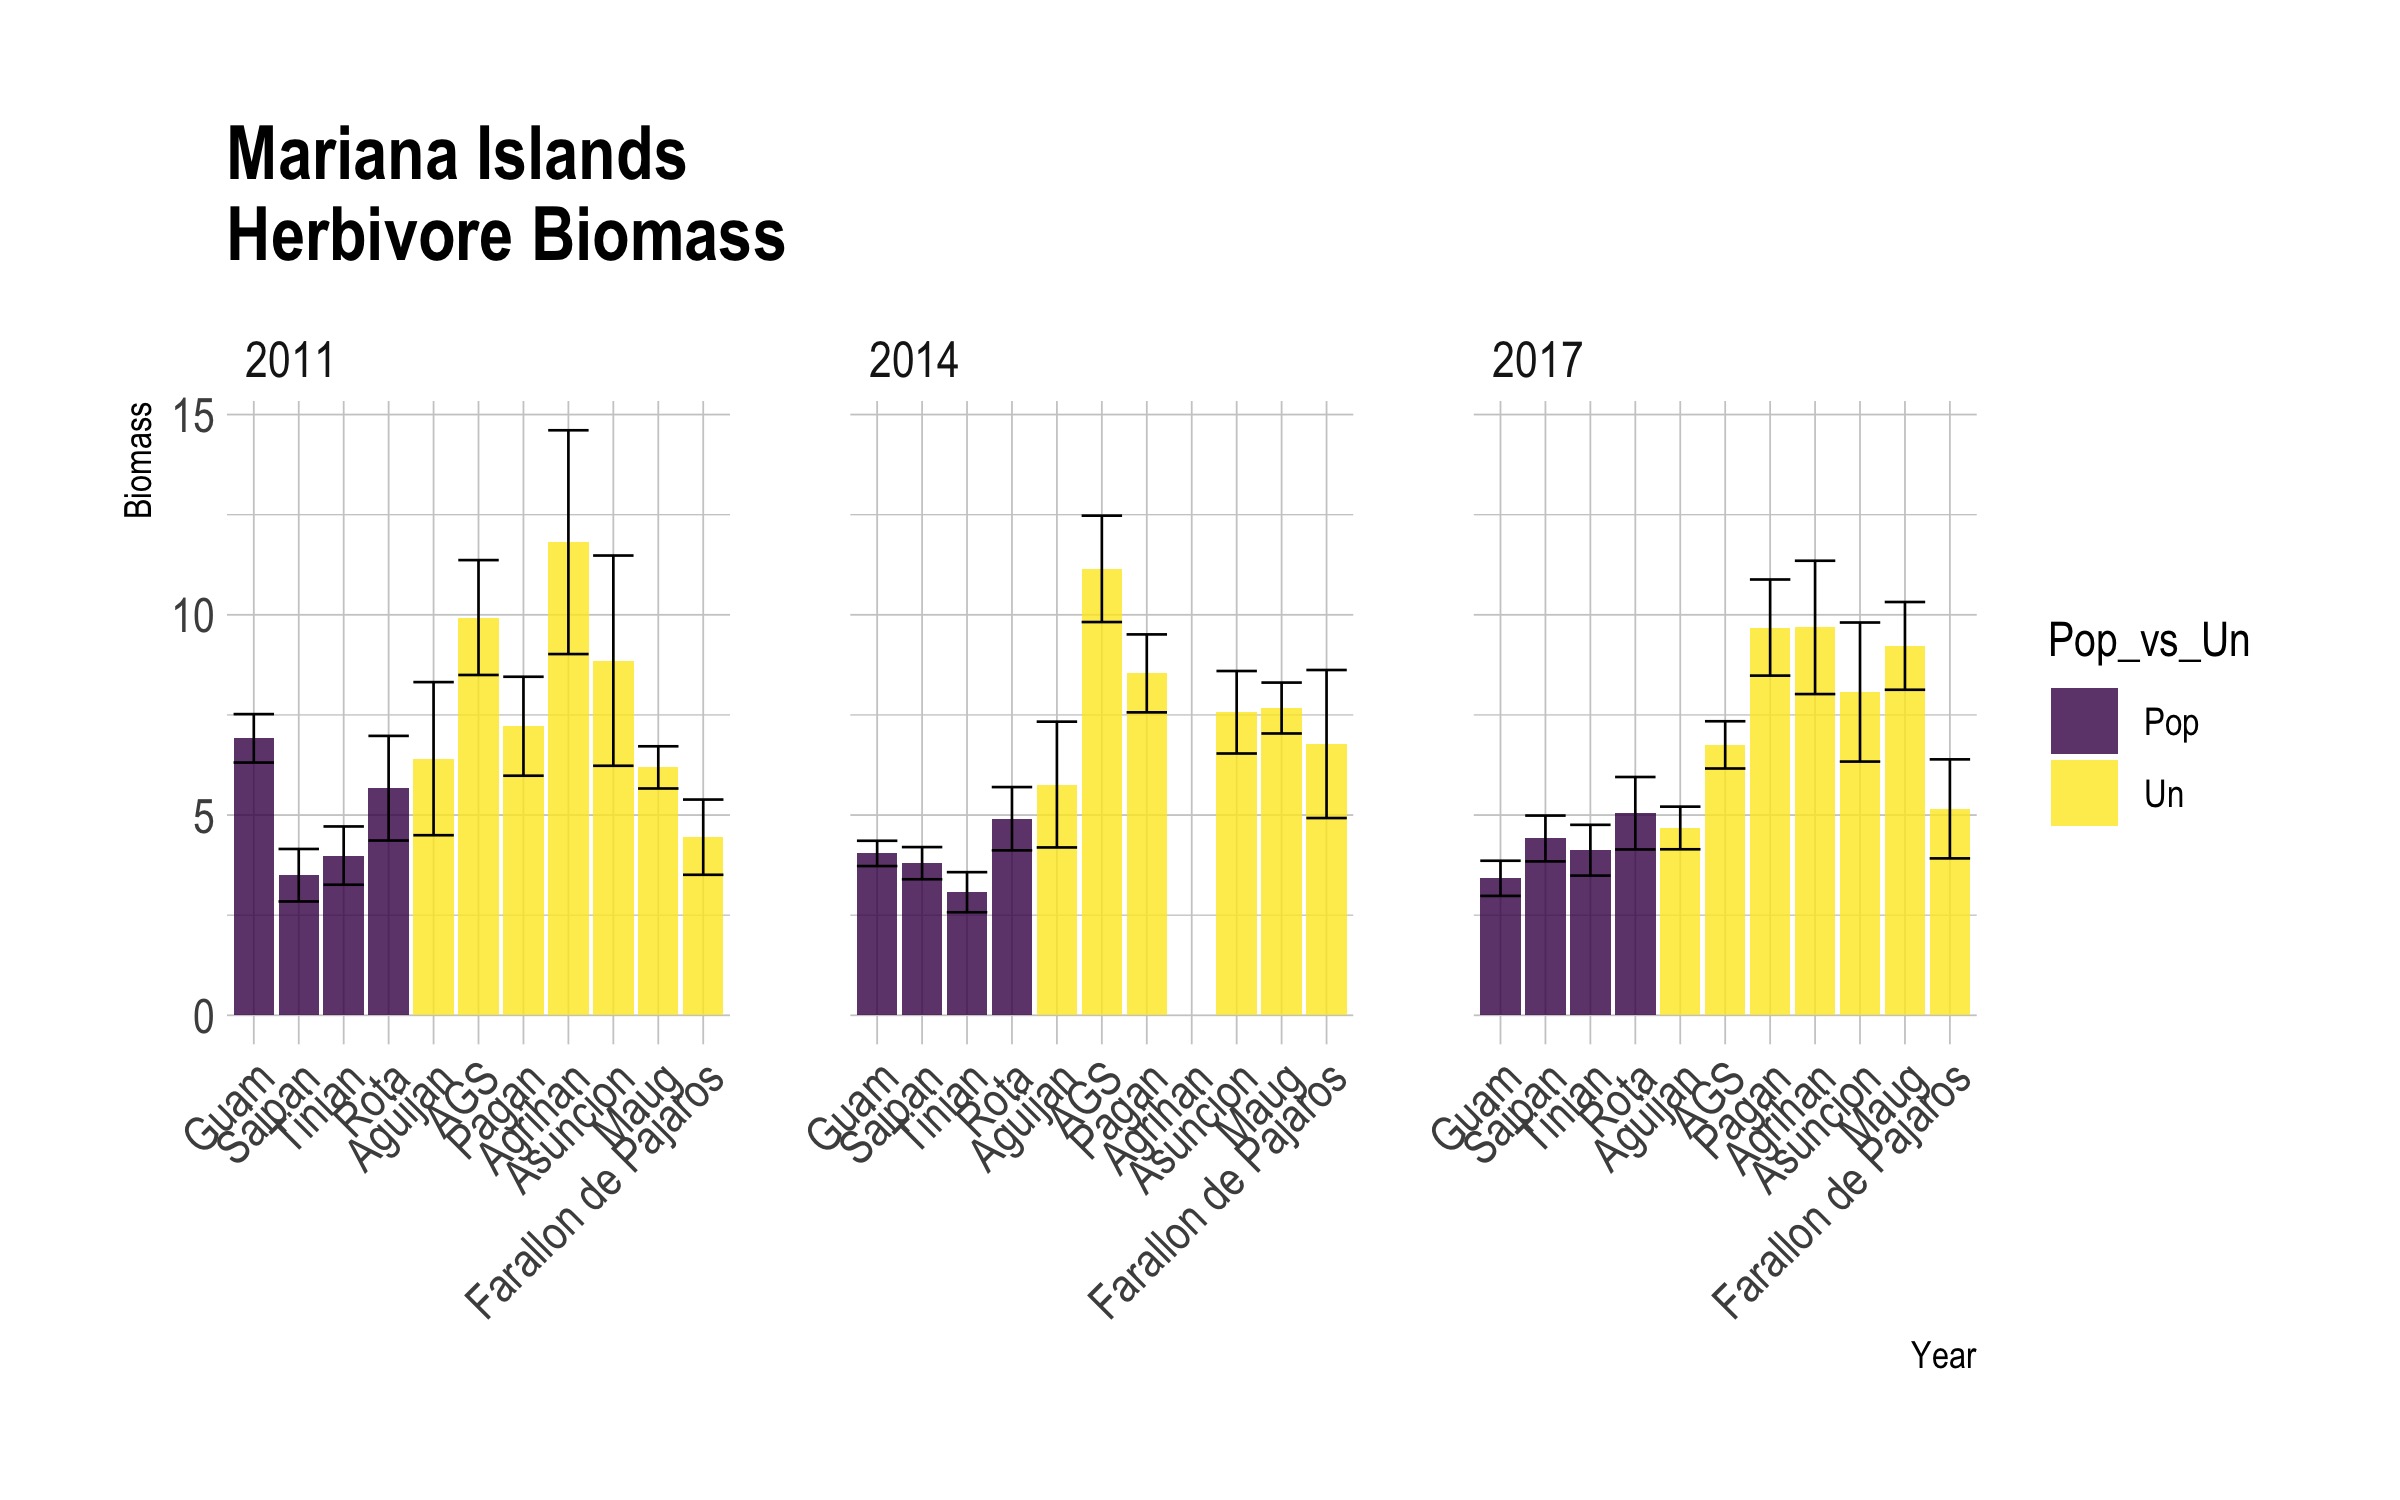 Mariana Islands
Herbivore Biomass
2011
2014
2017
Biomass
15
10
5
0
Guam
Saipan
Tinian
Rota
Aguijan
AGS
Pagan
Agrihan
Asuncion
Maug
Farallon de Pajaros
Guam
Saipan
Tinian
Rota
Aguijan
AGS
Pagan
Agrihan
Asuncion
Maug
Farallon de Pajaros
Guam
Saipan
Tinian
Rota
Aguijan
AGS
Pagan
Agrihan
Asuncion
Maug
Farallon de Pajaros
Year
Pop_vs_Un
Pop
Un